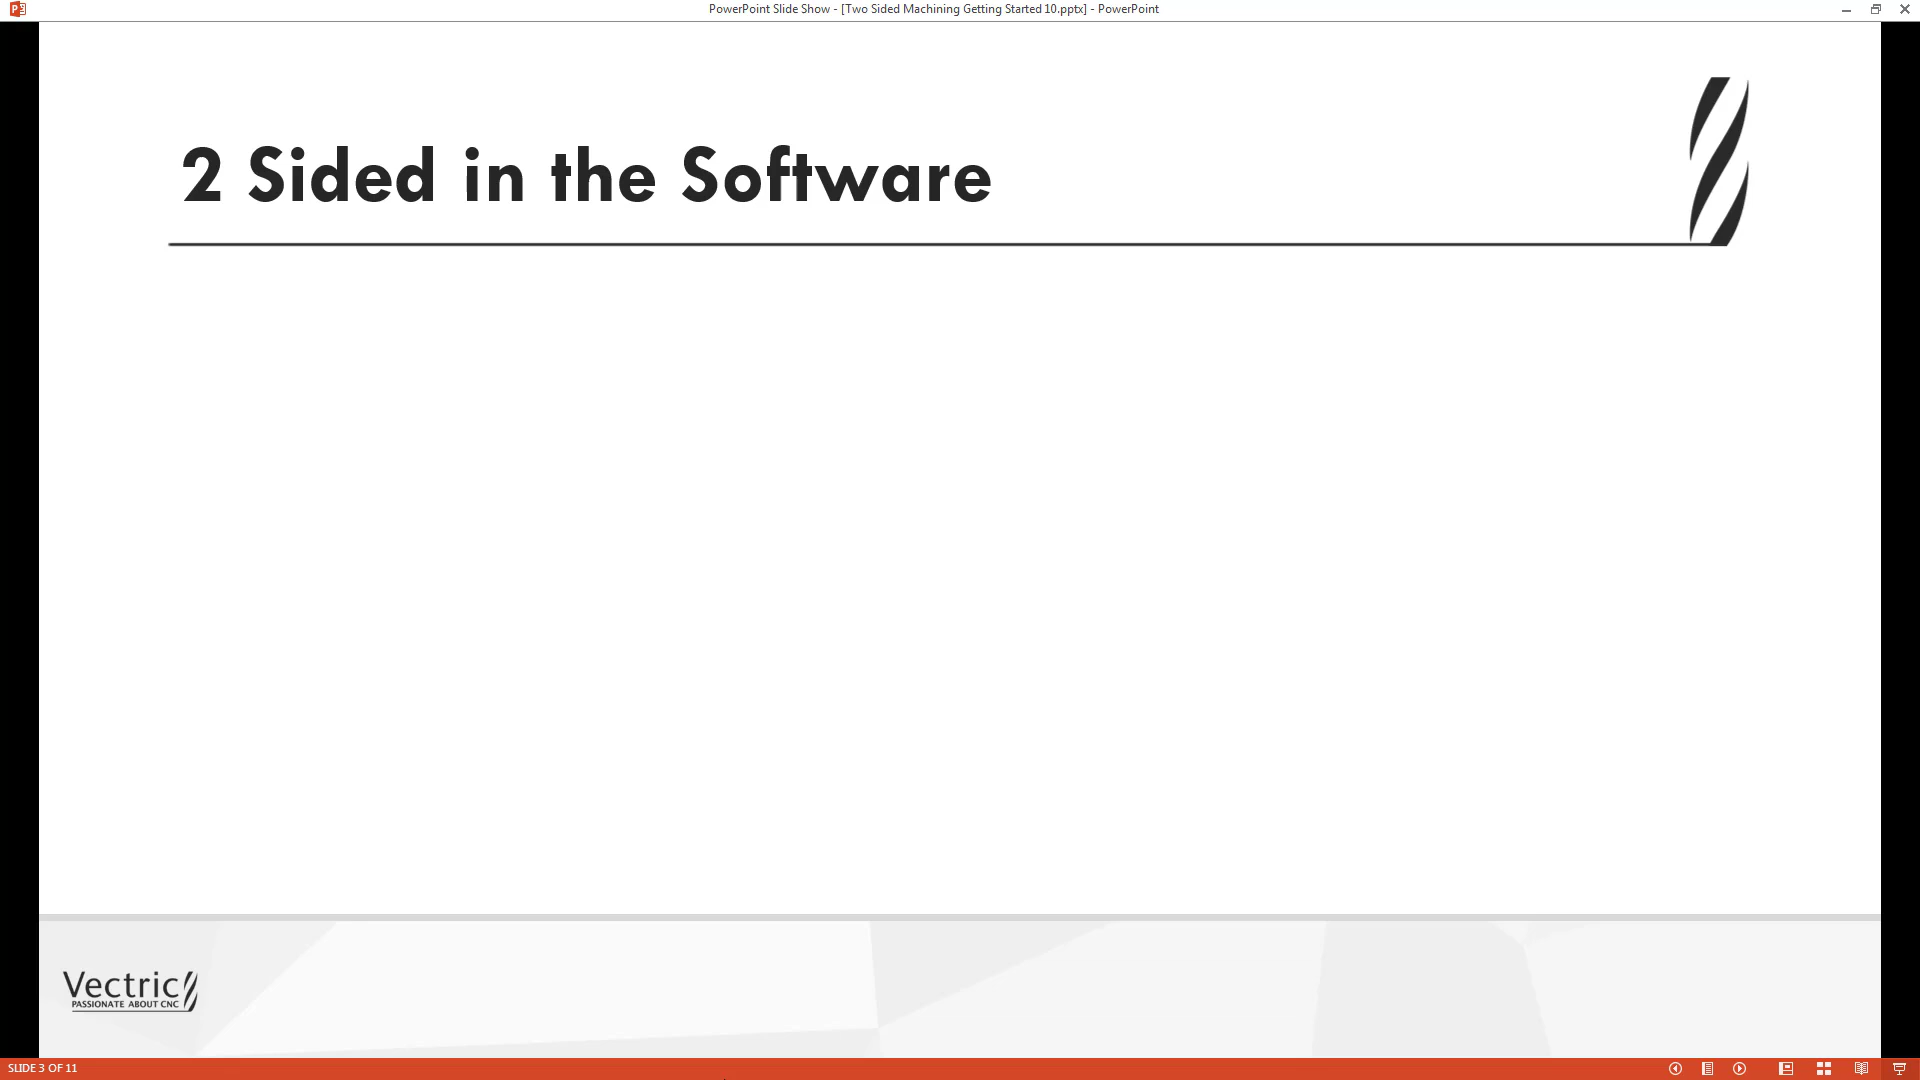 PowerPoint Slide Show - [Two Sided Machining Getting Started 10.pptx] - PowerPoint
2 Sided in the Software
Vectric
PASSIONATE ABOUT CNC
SLIDE 3 OF 11